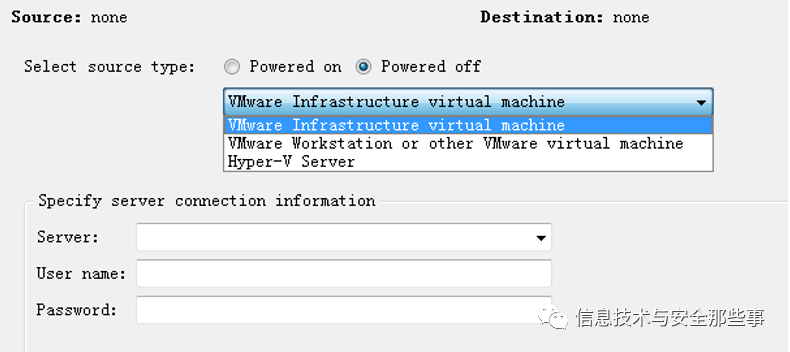 Source: none Destination: none
Select source type: Powered on Powered off
VMware Infrastructure virtual machine
VMware Infrastructure virtual machine
VMware Workstation or other VMware virtual machine
Hyper-V Server
Specify server connection information
Server:
User name:
Password:
信息技术与安全那些事